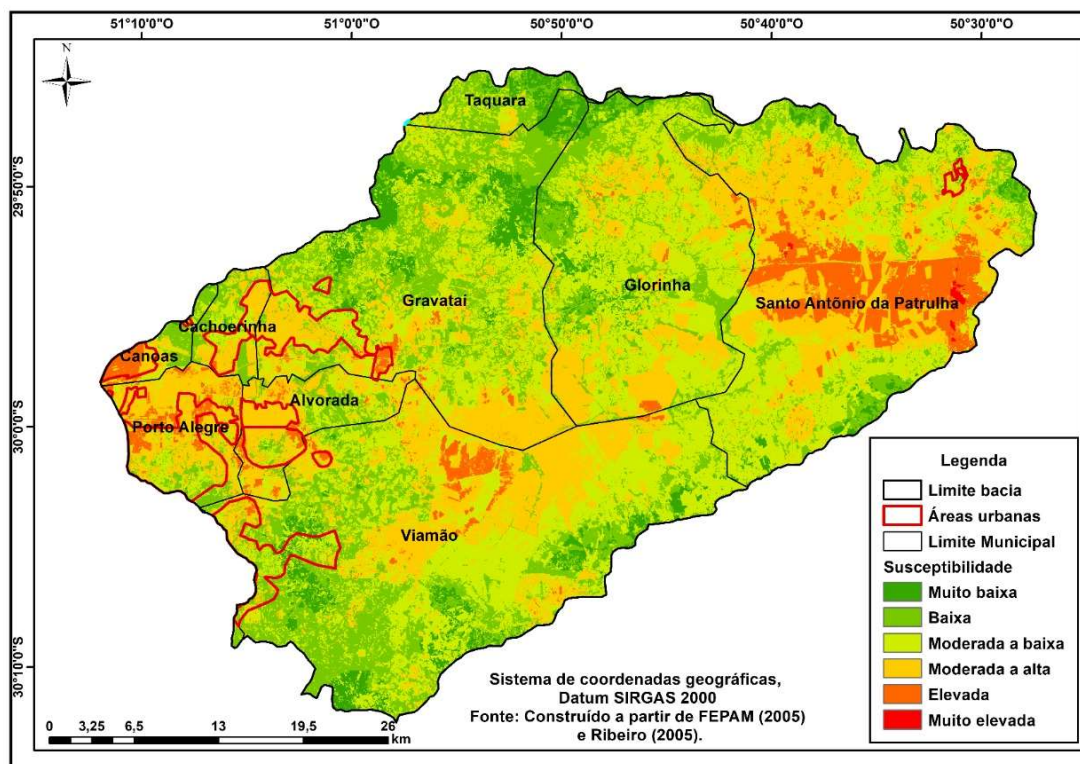 51°10'0"O 51°0'0"O 50°50'0"O 50°40'0"O 50°30'0"O
N
Taquara
29°50'0"S
Glorinha
Gravataí
Santo Antônio da Patrulha
Cachoerinha
Canoas
Alvorada
30°0'0"S
Porto Alegre
Viamão
30°10'0"S
Legenda
Limite bacia
Áreas urbanas
Limite Municipal
Susceptibilidade
Muito baixa
Baixa
Moderada a baixa
Moderada a alta
Elevada
Muito elevada
Sistema de coordenadas geográficas,
Datum SIRGAS 2000
Fonte: Construído a partir de FEPAM (2005)
e Ribeiro (2005).
0 3,25 6,5 13 19,5 26
km